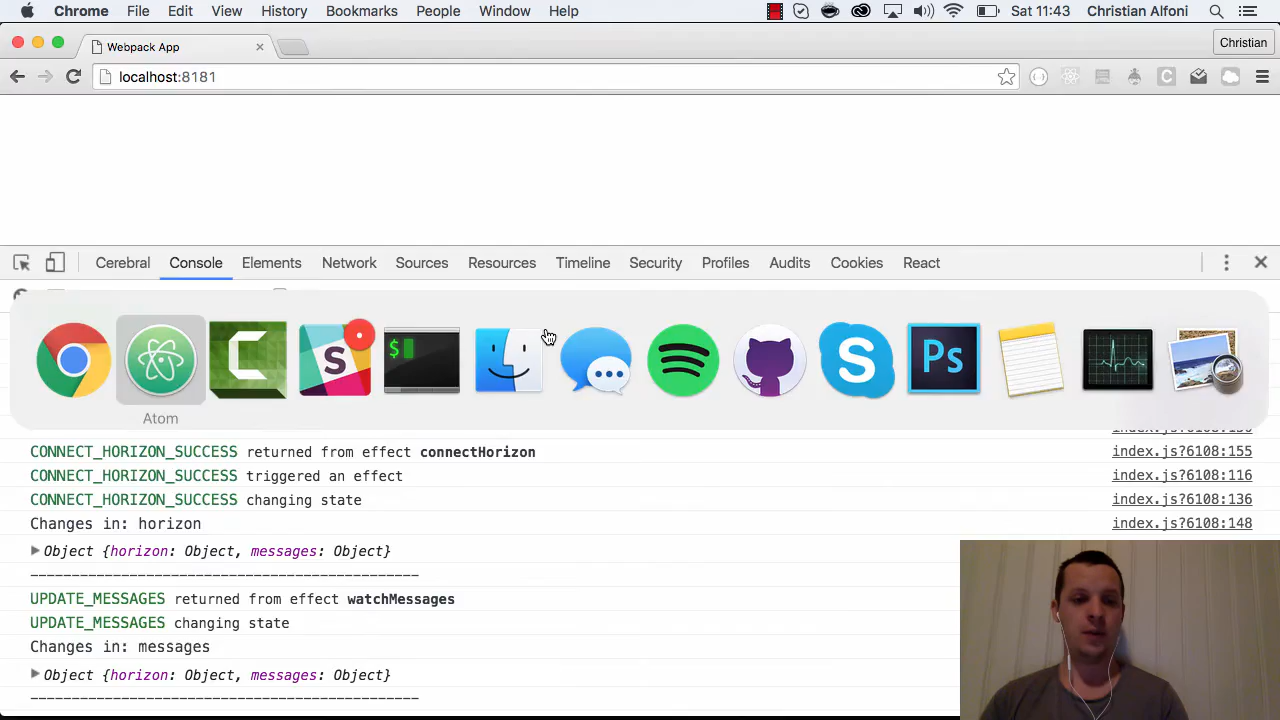 Chrome File Edit View History Bookmarks People Window Help Sat 11:43 Christian Alfoni
Webpack App
Christian
localhost:8181
Cerebral Console Elements Network Sources Resources Timeline Security Profiles Audits Cookies React
$
S
S
Ps
Atom
CONNECT_HORIZON_SUCCESS returned from effect connectHorizon index.js?6108:155
CONNECT_HORIZON_SUCCESS triggered an effect index.js?6108:116
CONNECT_HORIZON_SUCCESS changing state index.js?6108:136
Changes in: horizon index.js?6108:148
Object {horizon: Object, messages: Object}
------------------------------------------------
UPDATE_MESSAGES returned from effect watchMessages
UPDATE_MESSAGES changing state
Changes in: messages
Object {horizon: Object, messages: Object}
------------------------------------------------